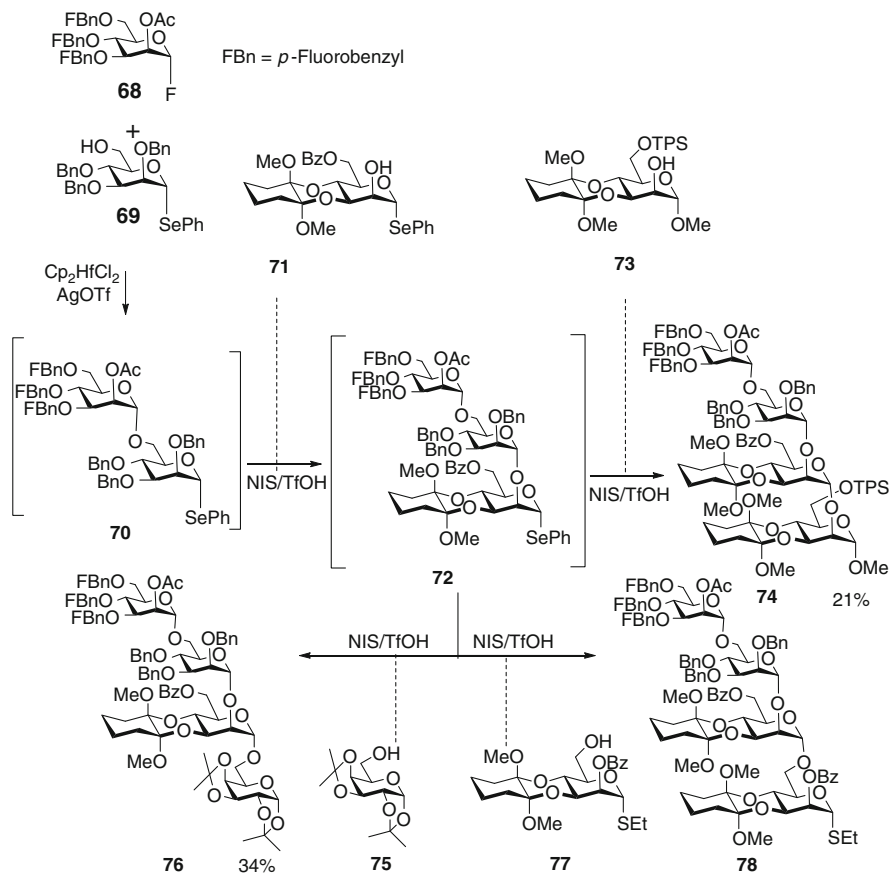 FBnO OAc
FBnO O
FBnO
68 F
FBn = p-Fluorobenzyl
+
HO OBn
BnO O
BnO
69 SePh
BzO
MeO OH
O O
O
OMe SePh
71
OTPS
MeO OH
O O
O
OMe OMe
73
Cp2HfCl2
AgOTf
FBnO OAc
FBnO O
FBnO
O
OBn
BnO O
BnO
SePh
70
NIS/TfOH
FBnO OAc
FBnO O
FBnO
O OBn
BnO O
BnO
MeO BzO O
O O
O
OMe SePh
72
NIS/TfOH
FBnO OAc
FBnO O
FBnO
O OBn
BnO O
BnO
BzO O
MeO O O
O
OMe O OTPS
OMe
O O
O
OMe OMe
74 21%
NIS/TfOH NIS/TfOH
FBnO OAc
FBnO O
FBnO
O OBn
BnO O
BnO
MeO BzO O
O O
O
OMe O
O O
O
O
76 34%
OH
O O
O
O
75
OH
MeO OBz
O O
O
OMe SEt
77
FBnO OAc
FBnO O
FBnO
O OBn
BnO O
BnO
BzO O
MeO O O
O
MeO OMe O
O OBz
O O
OMe SEt
78